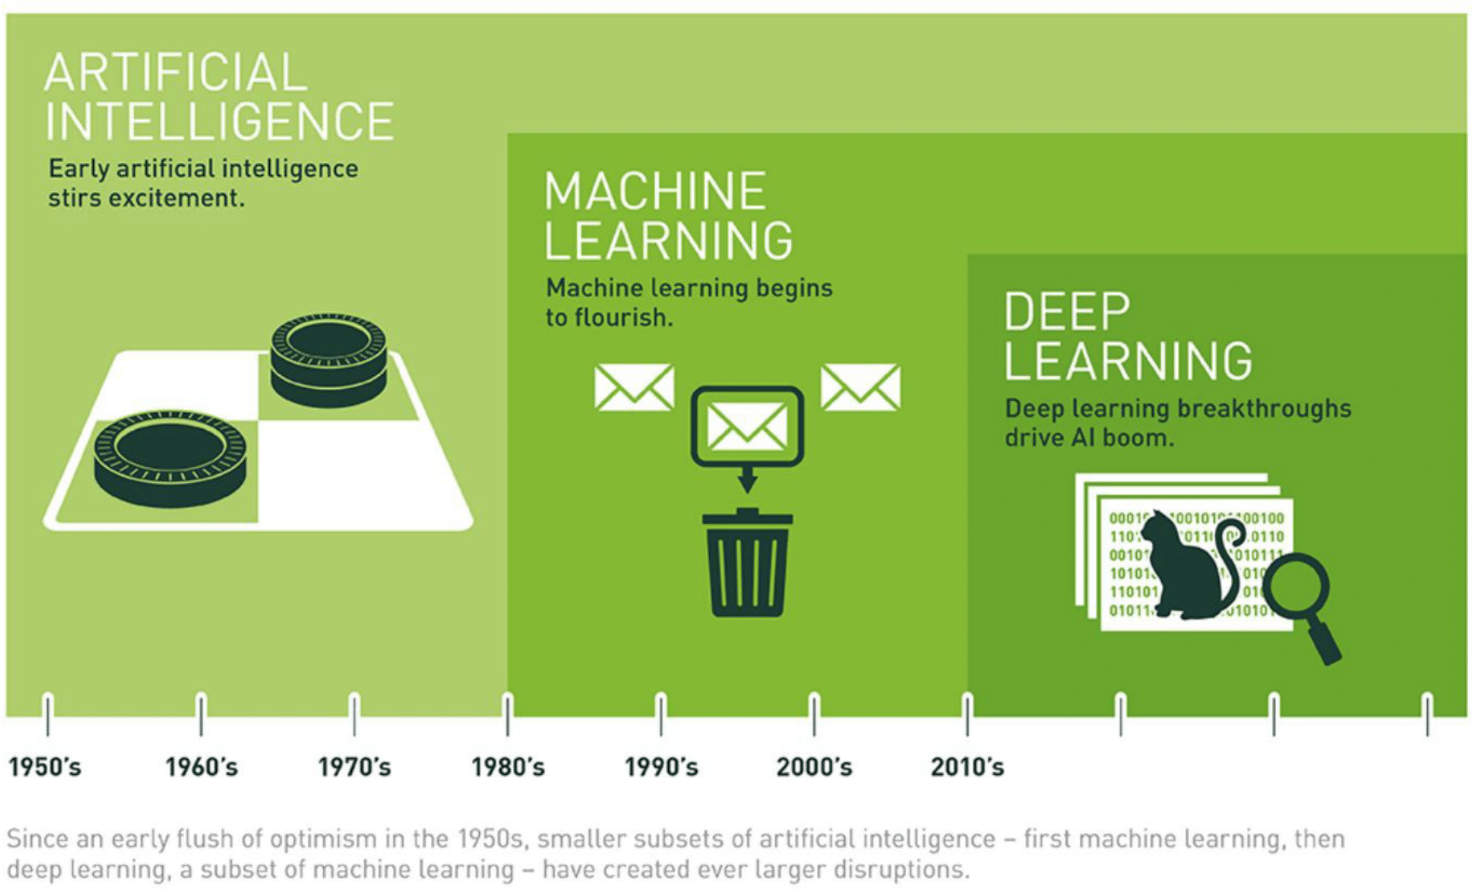 ARTIFICIAL
INTELLIGENCE
Early artificial intelligence
stirs excitement.
MACHINE
LEARNING
Machine learning begins
to flourish.
DEEP
LEARNING
Deep learning breakthroughs
drive AI boom.
1950's 1960's 1970's 1980's 1990's 2000's 2010's
Since an early flush of optimism in the 1950s, smaller subsets of artificial intelligence – first machine learning, then
deep learning, a subset of machine learning – have created ever larger disruptions.